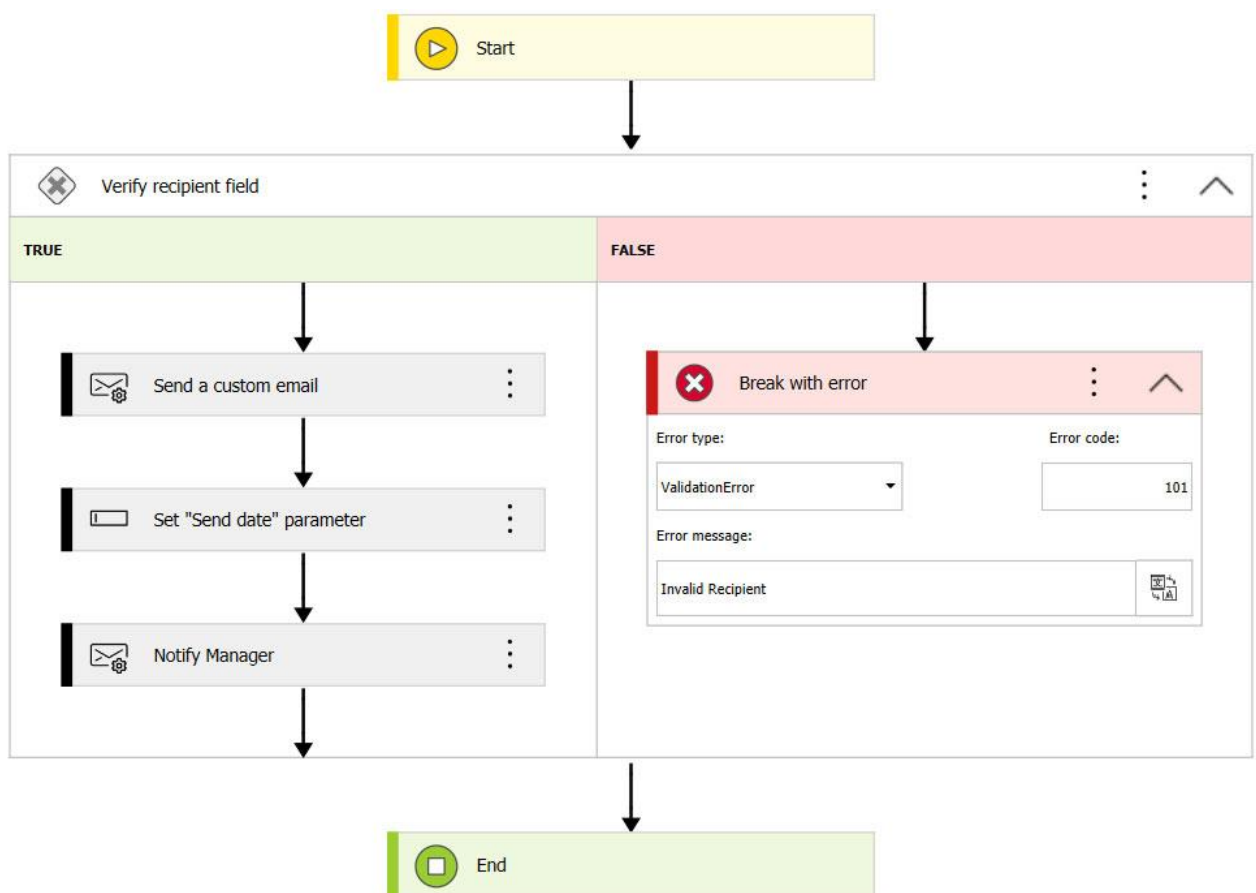 Start
Verify recipient field
TRUE
FALSE
Send a custom email
Break with error
Error type:
Error code:
ValidationError
101
Set "Send date" parameter
Error message:
Invalid Recipient
Notify Manager
End